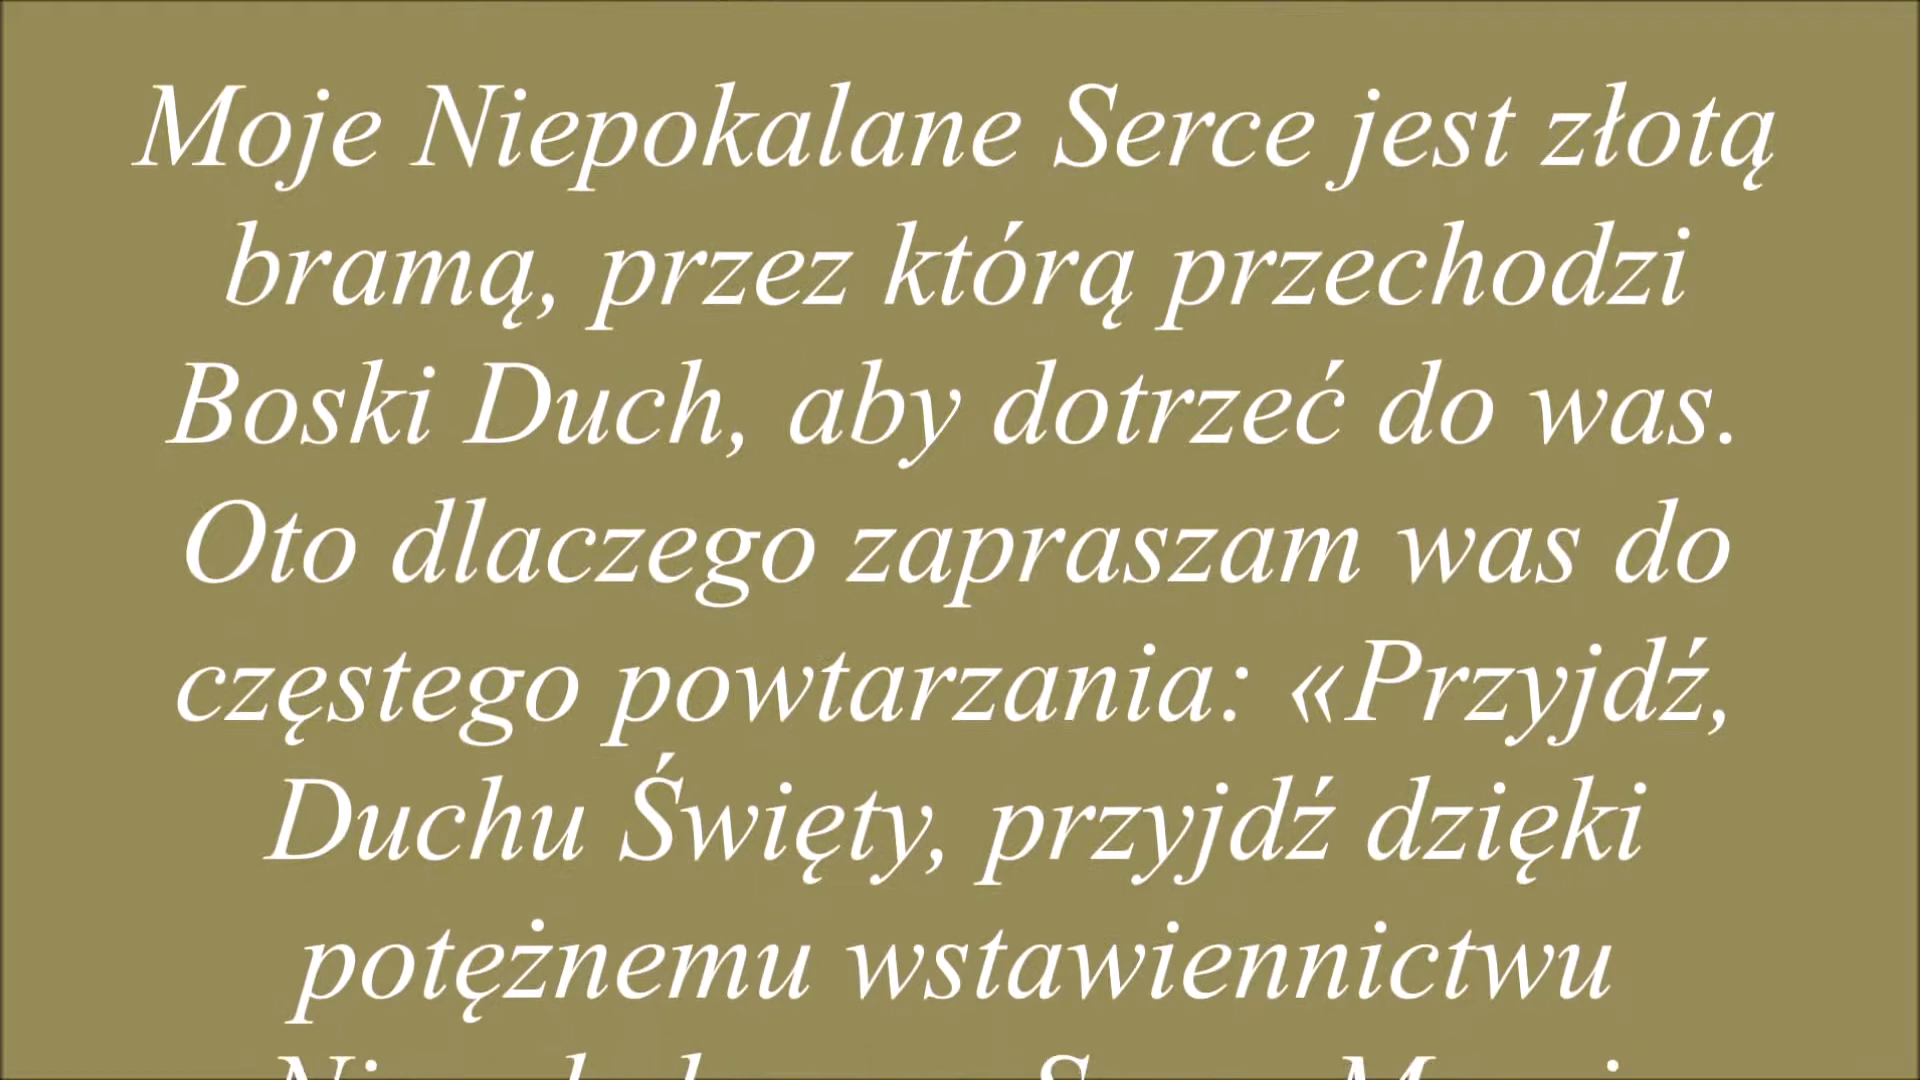 Moje Niepokalane Serce jest złotą
bramą, przez którą przechodzi
Boski Duch, aby dotrzeć do was.
Oto dlaczego zapraszam was do
częstego powtarzania: «Przyjdź,
Duchu Święty, przyjdź dzięki
potężnemu wstawiennictwu